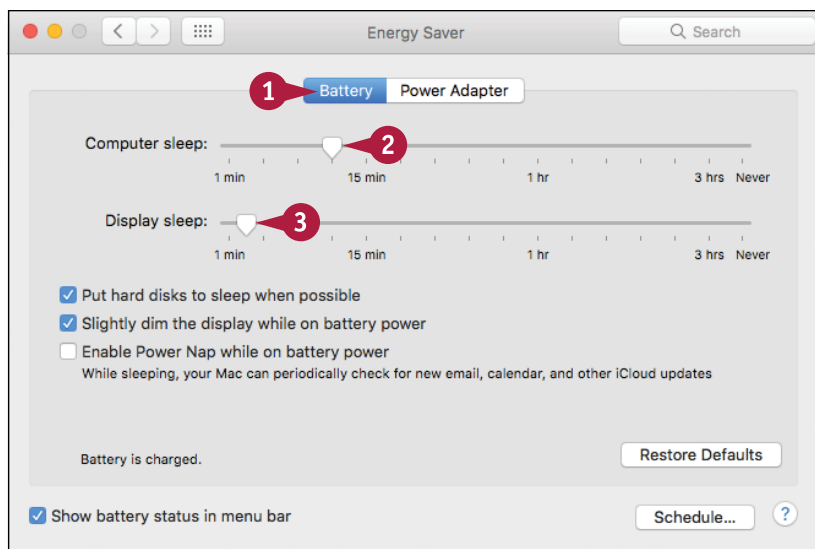 Energy Saver
Search
1
Battery
Power Adapter
Computer sleep:
2
1 min 15 min 1 hr 3 hrs Never
Display sleep:
3
1 min 15 min 1 hr 3 hrs Never
Put hard disks to sleep when possible
Slightly dim the display while on battery power
Enable Power Nap while on battery power
While sleeping, your Mac can periodically check for new email, calendar, and other iCloud updates
Battery is charged.
Restore Defaults
Show battery status in menu bar
Schedule...
?